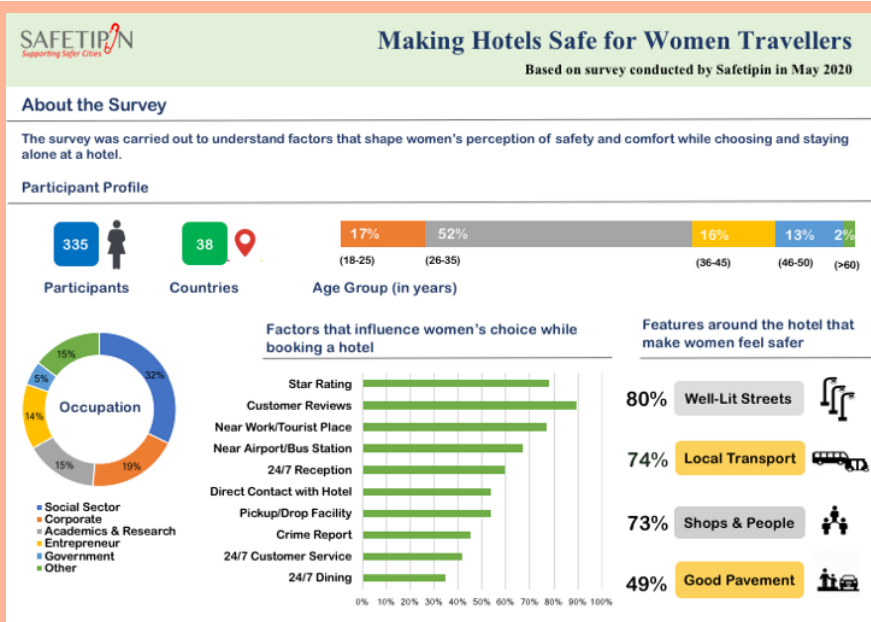 SAFETIPIN
Supporting Safer Cities
Making Hotels Safe for Women Travellers
Based on survey conducted by Safetipin in May 2020
About the Survey
The survey was carried out to understand factors that shape women's perception of safety and comfort while choosing and staying
alone at a hotel.
Participant Profile
335
Participants
38
Countries
17% 52% 16% 13% 2%
(18-25) (26-35) (36-45) (46-50) (>60)
Age Group (in years)
Occupation
32%
19%
15%
14%
5%
15%
Social Sector
Corporate
Academics & Research
Entrepreneur
Government
Other
Factors that influence women's choice while
booking a hotel
Star Rating
Customer Reviews
Near Work/Tourist Place
Near Airport/Bus Station
24/7 Reception
Direct Contact with Hotel
Pickup/Drop Facility
Crime Report
24/7 Customer Service
24/7 Dining
0% 10% 20% 30% 40% 50% 60% 70% 80% 90% 100%
Features around the hotel that
make women feel safer
80% Well-Lit Streets
74% Local Transport
73% Shops & People
49% Good Pavement